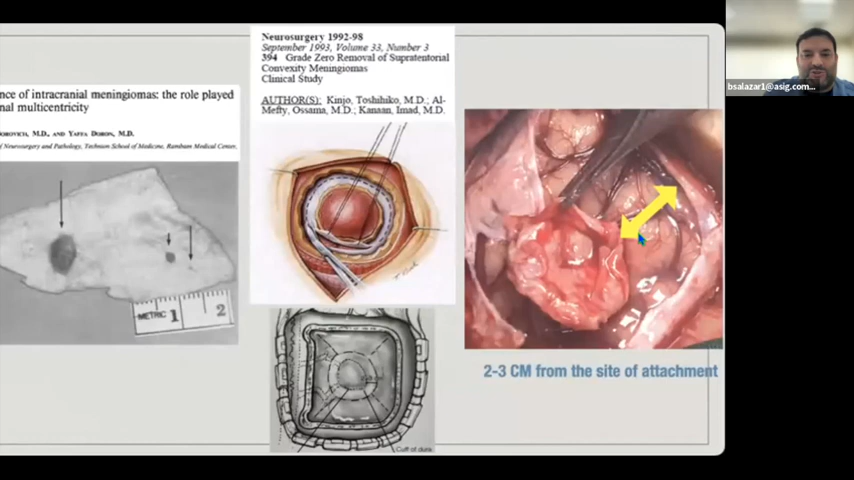 nce of intracranial meningiomas: the role played
nal multicentricity
OROVICH, M.D., AND YAFFA DORON, M.D.
of Neurosurgery and Pathology, Technion School of Medicine, Rambam Medical Center,
METRIC 1 2
Neurosurgery 1992-98
September 1993, Volume 33, Number 3
394 Grade Zero Removal of Supratentorial
Convexity Meningiomas
Clinical Study
AUTHOR(S): Kinjo, Toshihiko, M.D.; Al-
Mefty, Ossama, M.D.; Kanaan, Imad, M.D.
Cuff of dura
2-3 CM from the site of attachment
bsalazar1@asig.com...